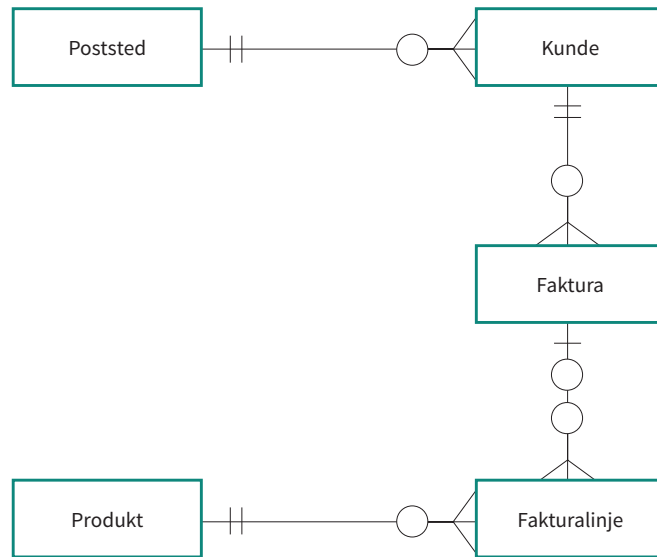 Poststed
Kunde
Faktura
Produkt
Fakturalinje